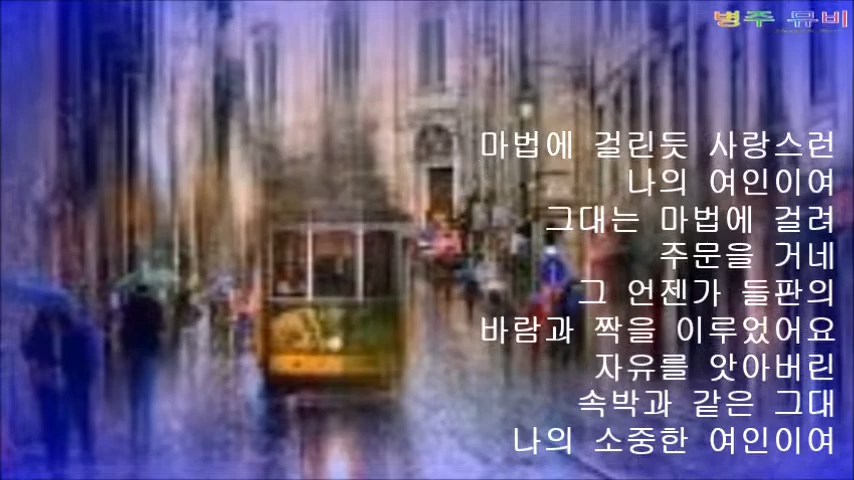 병주 뮤비
마법에 걸린듯 사랑스런
나의 여인이여
그대는 마법에 걸려
주문을 거네
그 언젠가 들판의
바람과 짝을 이루었어요
자유를 앗아버린
속박과 같은 그대
나의 소중한 여인이여